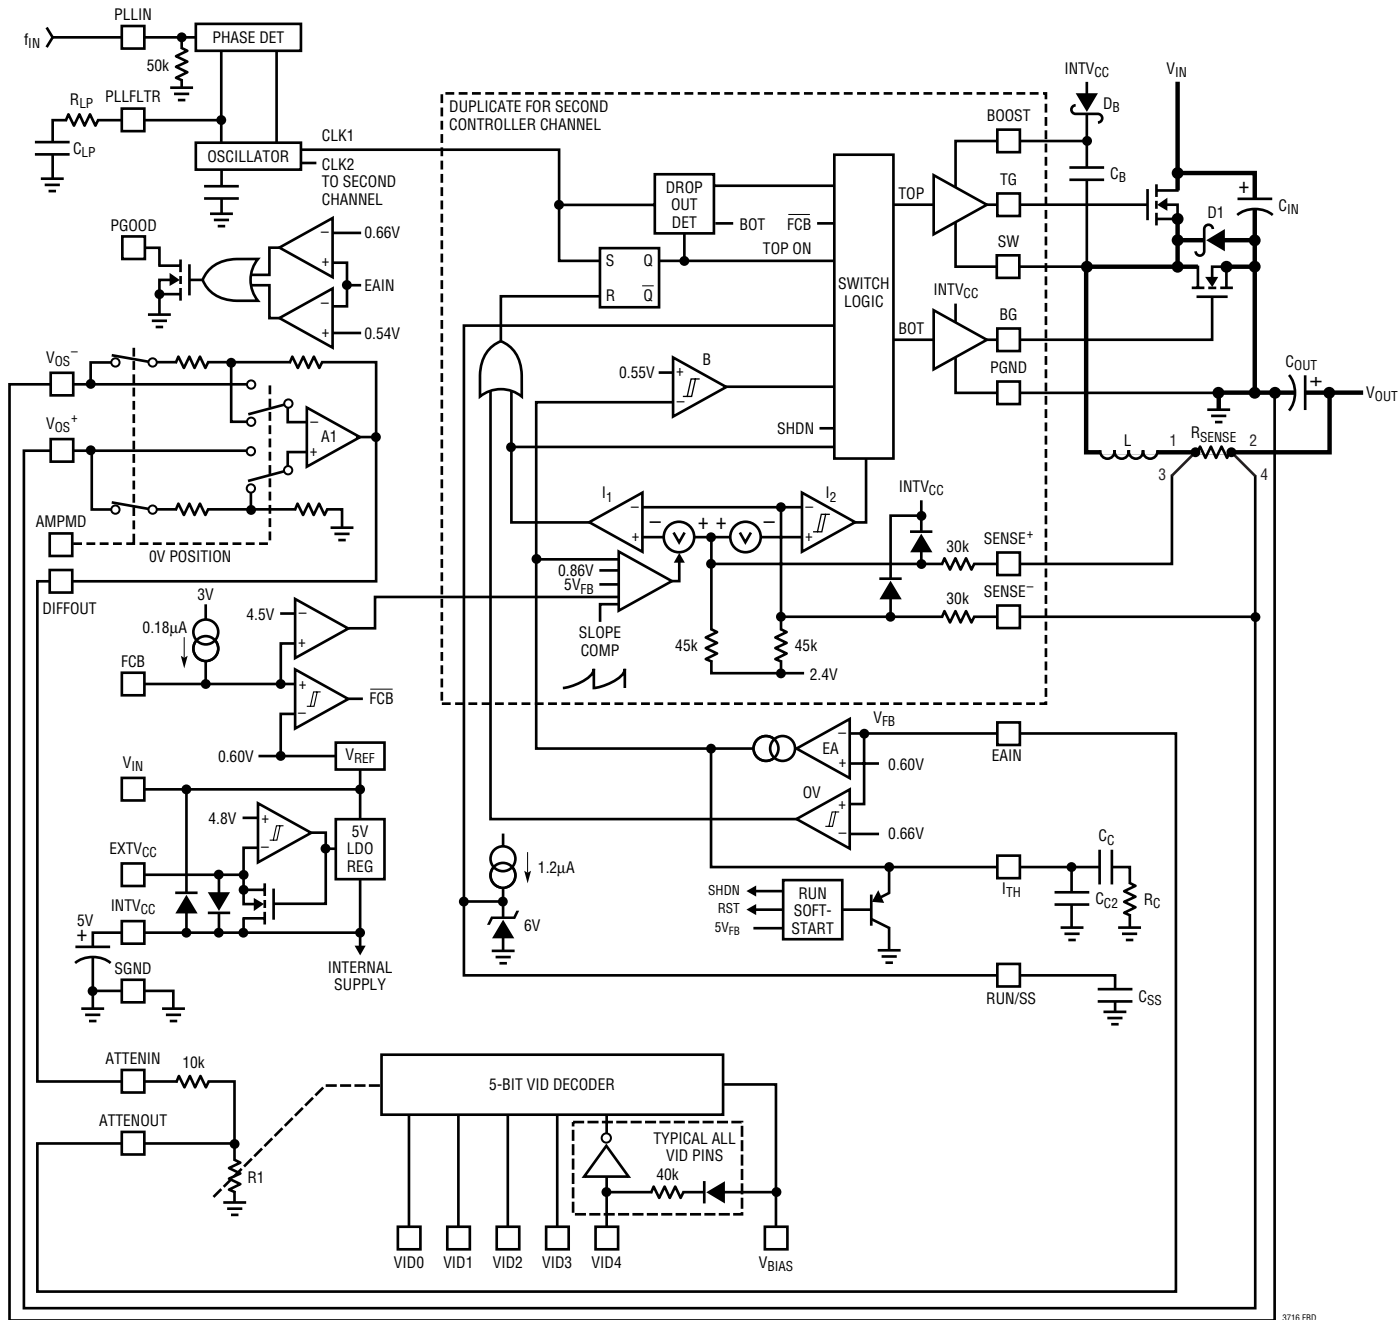 PLLIN
fIN
PHASE DET
50k
RLP
PLLFLTR
CLP
OSCILLATOR
CLK1
CLK2
TO SECOND
CHANNEL
DUPLICATE FOR SECOND
CONTROLLER CHANNEL
INTVCC
VIN
DB
BOOST
CB
CIN
D1
DROP
OUT
DET
BOT
FCB
TOP ON
TOP
TG
SW
PGOOD
0.66V
−
+
EAIN
−
+
0.54V
S
Q
R
Q
SWITCH
LOGIC
INTVCC
BOT
BG
PGND
COUT
+
VOUT
VOS−
VOS+
−
A1
+
AMPMD
0V POSITION
DIFFOUT
0.55V
+
−
B
SHDN
L
1
RSENSE
2
3
4
I1
−
+
−
V
+
+
V
−
I2
−
+
INTVCC
30k
SENSE+
30k
SENSE−
0.86V
5VFB
SLOPE
COMP
45k
45k
2.4V
3V
0.18µA
4.5V
−
+
FCB
+
−
FCB
0.60V
VREF
VIN
4.8V
+
−
5V
LDO
REG
EXTVCC
INTVCC
5V
+
SGND
INTERNAL
SUPPLY
VFB
−
EA
+
0.60V
EAIN
OV
+
−
0.66V
1.2µA
6V
SHDN
RST
5VFB
RUN
SOFT-
START
ITH
CC
CC2
RC
RUN/SS
CSS
ATTENIN
10k
ATTENOUT
R1
5-BIT VID DECODER
TYPICAL ALL
VID PINS
40k
VID0
VID1
VID2
VID3
VID4
VBIAS
3716 FBD